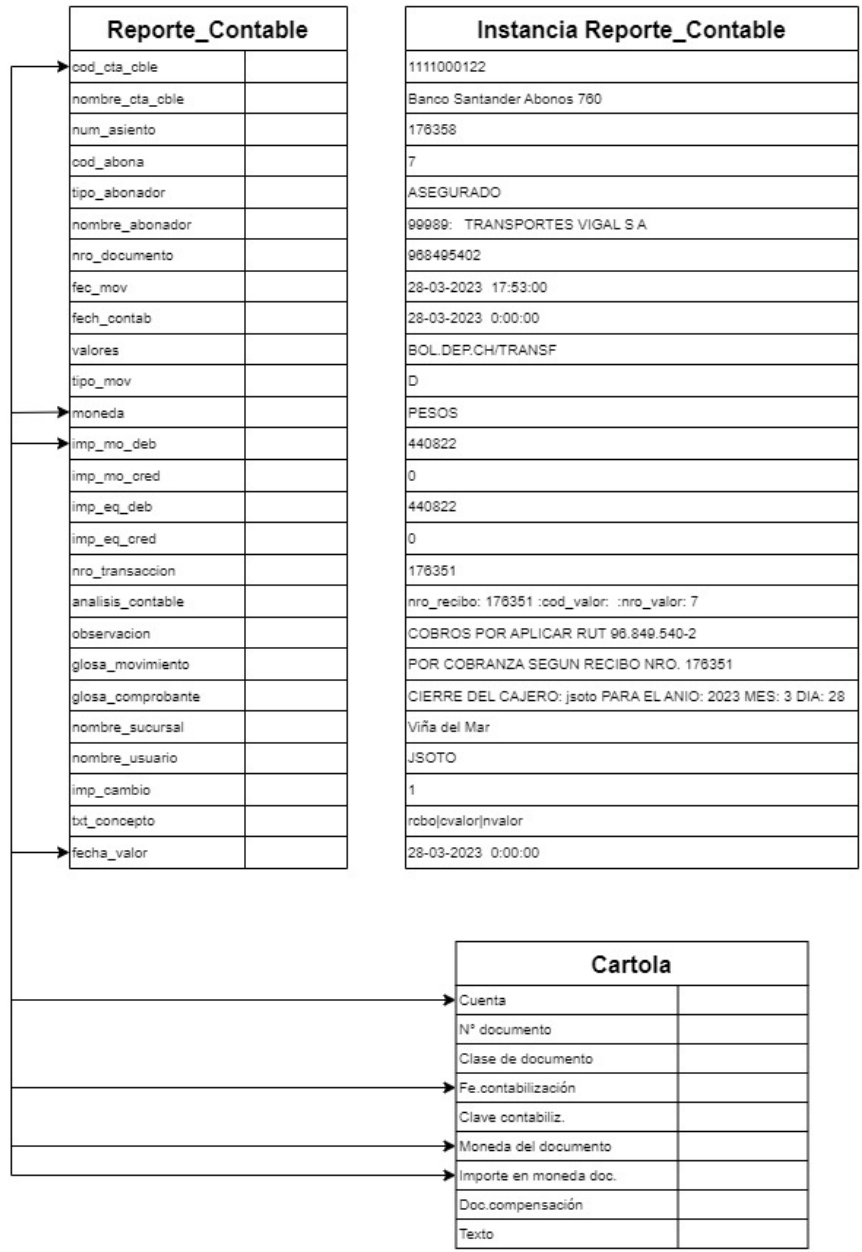 Reporte_Contable
cod_cta_cble
nombre_cta_cble
num_asiento
cod_abona
tipo_abonador
nombre_abonador
nro_documento
fec_mov
fech_contab
valores
tipo_mov
moneda
imp_mo_deb
imp_mo_cred
imp_eq_deb
imp_eq_cred
nro_transaccion
analisis_contable
observacion
glosa_movimiento
glosa_comprobante
nombre_sucursal
nombre_usuario
imp_cambio
txt_concepto
fecha_valor
Instancia Reporte_Contable
1111000122
Banco Santander Abonos 760
176358
7
ASEGURADO
99989: TRANSPORTES VIGAL S A
968495402
28-03-2023 17:53:00
28-03-2023 0:00:00
BOL.DEP.CH/TRANSF
D
PESOS
440822
0
440822
0
176351
nro_recibo: 176351 :cod_valor: :nro_valor: 7
COBROS POR APLICAR RUT 96.849.540-2
POR COBRANZA SEGUN RECIBO NRO. 176351
CIERRE DEL CAJERO: jsoto PARA EL ANIO: 2023 MES: 3 DIA: 28
Viña del Mar
JSOTO
1
rcbo|cvalor|nvalor
28-03-2023 0:00:00
Cartola
Cuenta
N° documento
Clase de documento
Fe.contabilización
Clave contabiliz.
Moneda del documento
Importe en moneda doc.
Doc.compensación
Texto